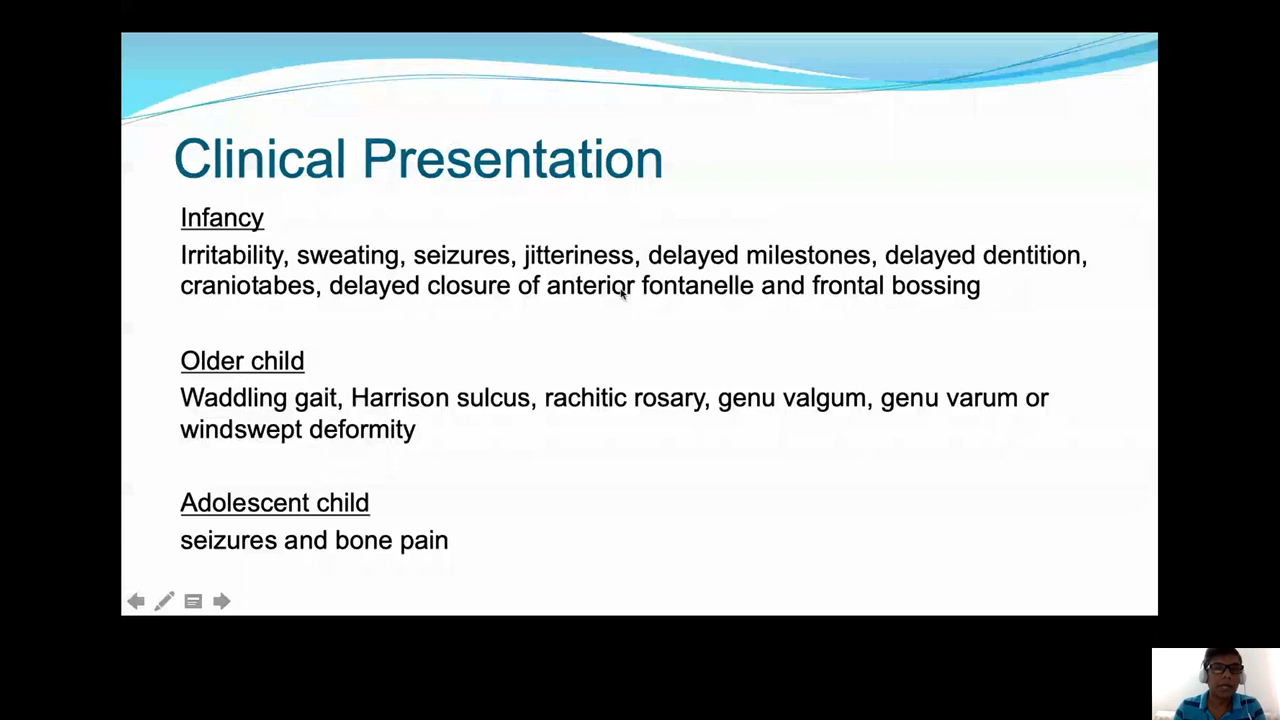 Clinical Presentation
Infancy
Irritability, sweating, seizures, jitteriness, delayed milestones, delayed dentition,
craniotabes, delayed closure of anterior fontanelle and frontal bossing
Older child
Waddling gait, Harrison sulcus, rachitic rosary, genu valgum, genu varum or
windswept deformity
Adolescent child
seizures and bone pain